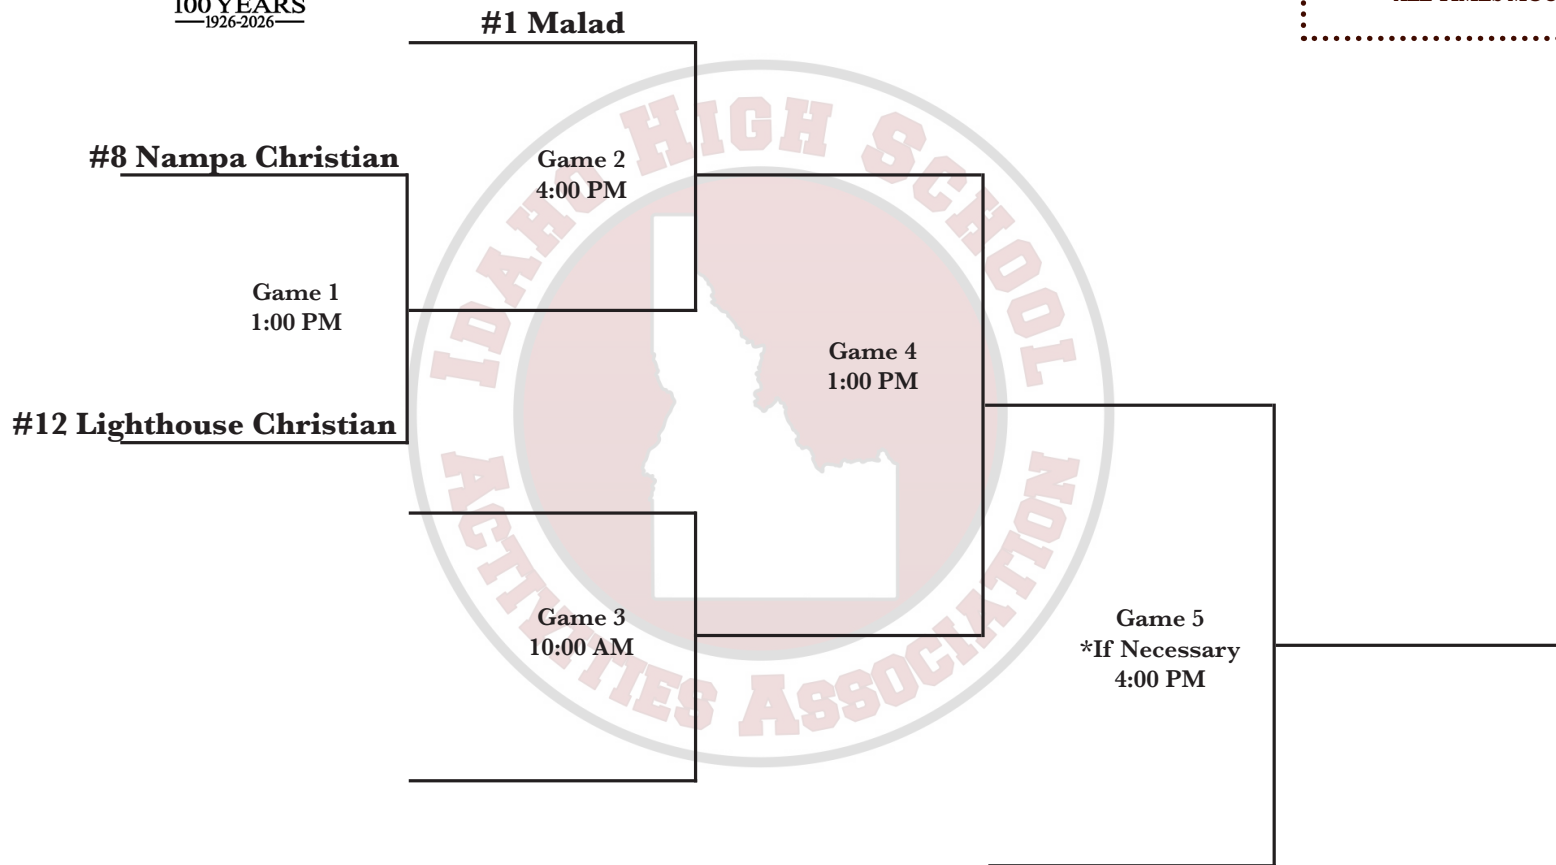 100 YEARS
1926-2026
#1 Malad
#8 Nampa Christian
Game 2
4:00 PM
Game 1
1:00 PM
Game 4
1:00 PM
#12 Lighthouse Christian
Game 3
10:00 AM
Game 5
*If Necessary
4:00 PM
IDAHO HIGH SCHOOL
ACTIVITIES ASSOCIATION